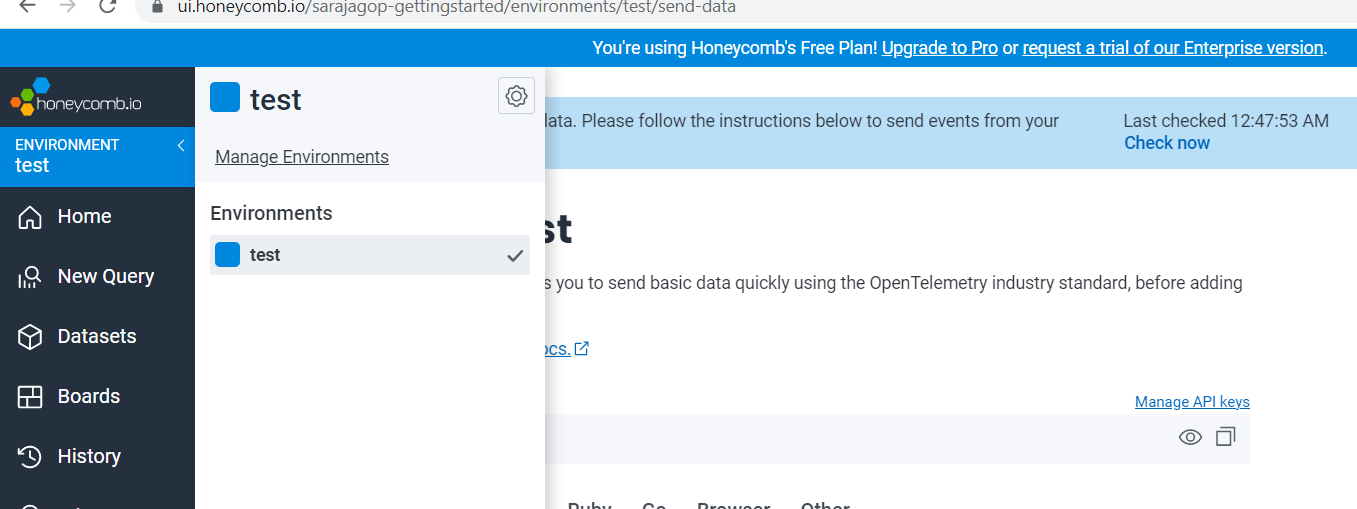 ui.honeycomb.io/sarajagop-gettingstarted/environments/test/send-data
You're using Honeycomb's Free Plan! Upgrade to Pro or request a trial of our Enterprise version.
honeycomb.io
ENVIRONMENT
test
Home
New Query
Datasets
Boards
History
test
Manage Environments
Environments
test
data. Please follow the instructions below to send events from your
Last checked 12:47:53 AM
Check now
st
s you to send basic data quickly using the OpenTelemetry industry standard, before adding
ocs.
Manage API keys
Ruby Go Browser Other